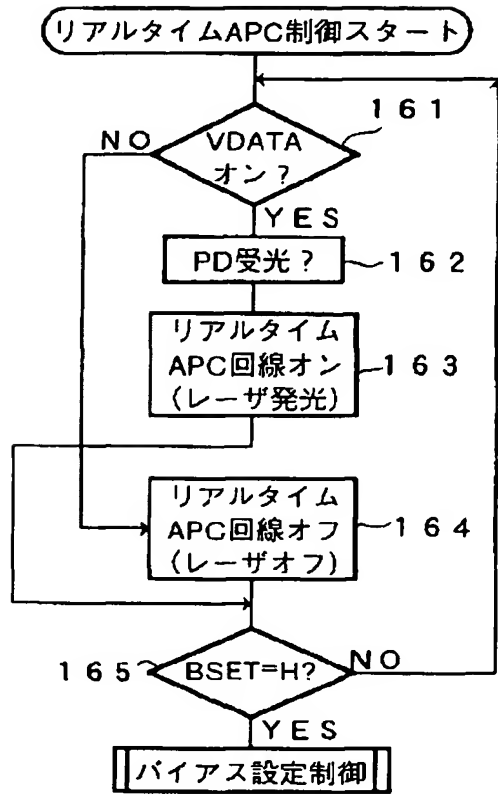 リアルタイムAPC制御スタート
161
NO
VDATA
オン？
YES
PD受光？
162
リアルタイム
APC回線オン
(レーザ発光)
163
リアルタイム
APC回線オフ
(レーザオフ)
164
165
BSET=H?
NO
YES
バイアス設定制御